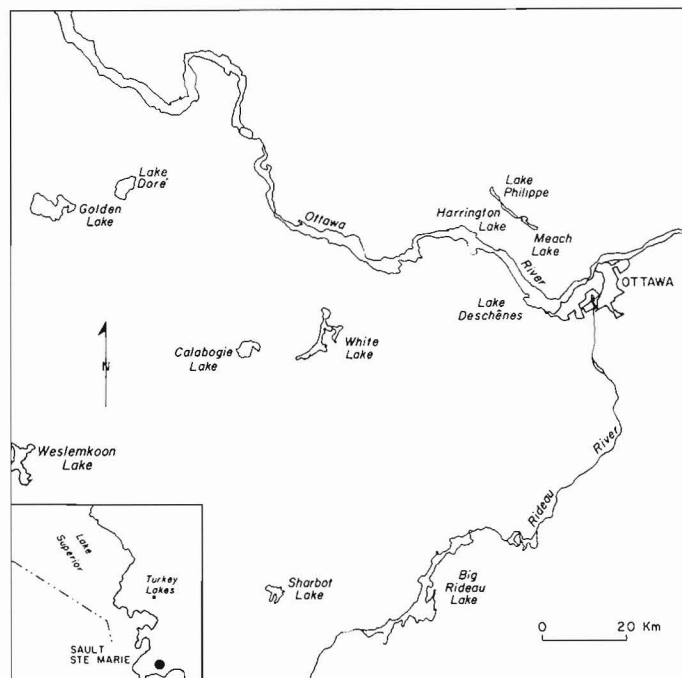 Lake
Doré
Golden
Lake
Ottawa
River
Lake
Philippe
Harrington
Lake
Meach
Lake
OTTAWA
Lake
Deschênes
N
Calabogie
Lake
White
Lake
Weslemkoon
Lake
Rideau
River
Lake
Superior
Turkey
Lakes
SAULT
STE MARIE
Sharbot
Lake
Big
Rideau
Lake
0 20 Km